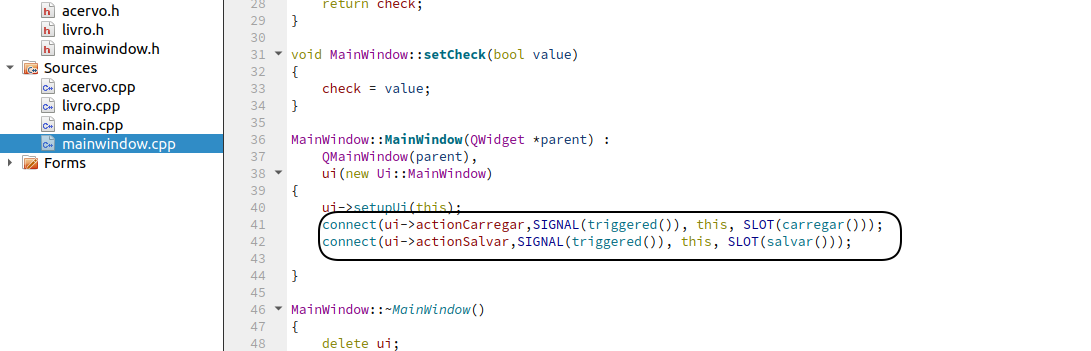 acervo.h
livro.h
mainwindow.h
Sources
acervo.cpp
livro.cpp
main.cpp
mainwindow.cpp
Forms
28 return check;
29 }
30
31 void MainWindow::setCheck(bool value)
32 {
33 check = value;
34 }
35
36 MainWindow::MainWindow(QWidget *parent) :
37 QMainWindow(parent),
38 ui(new Ui::MainWindow)
39 {
40 ui->setupUi(this);
41 connect(ui->actionCarregar,SIGNAL(triggered()), this, SLOT(carregar()));
42 connect(ui->actionSalvar,SIGNAL(triggered()), this, SLOT(salvar()));
43
44 }
45
46 MainWindow::~MainWindow()
47 {
48 delete ui;